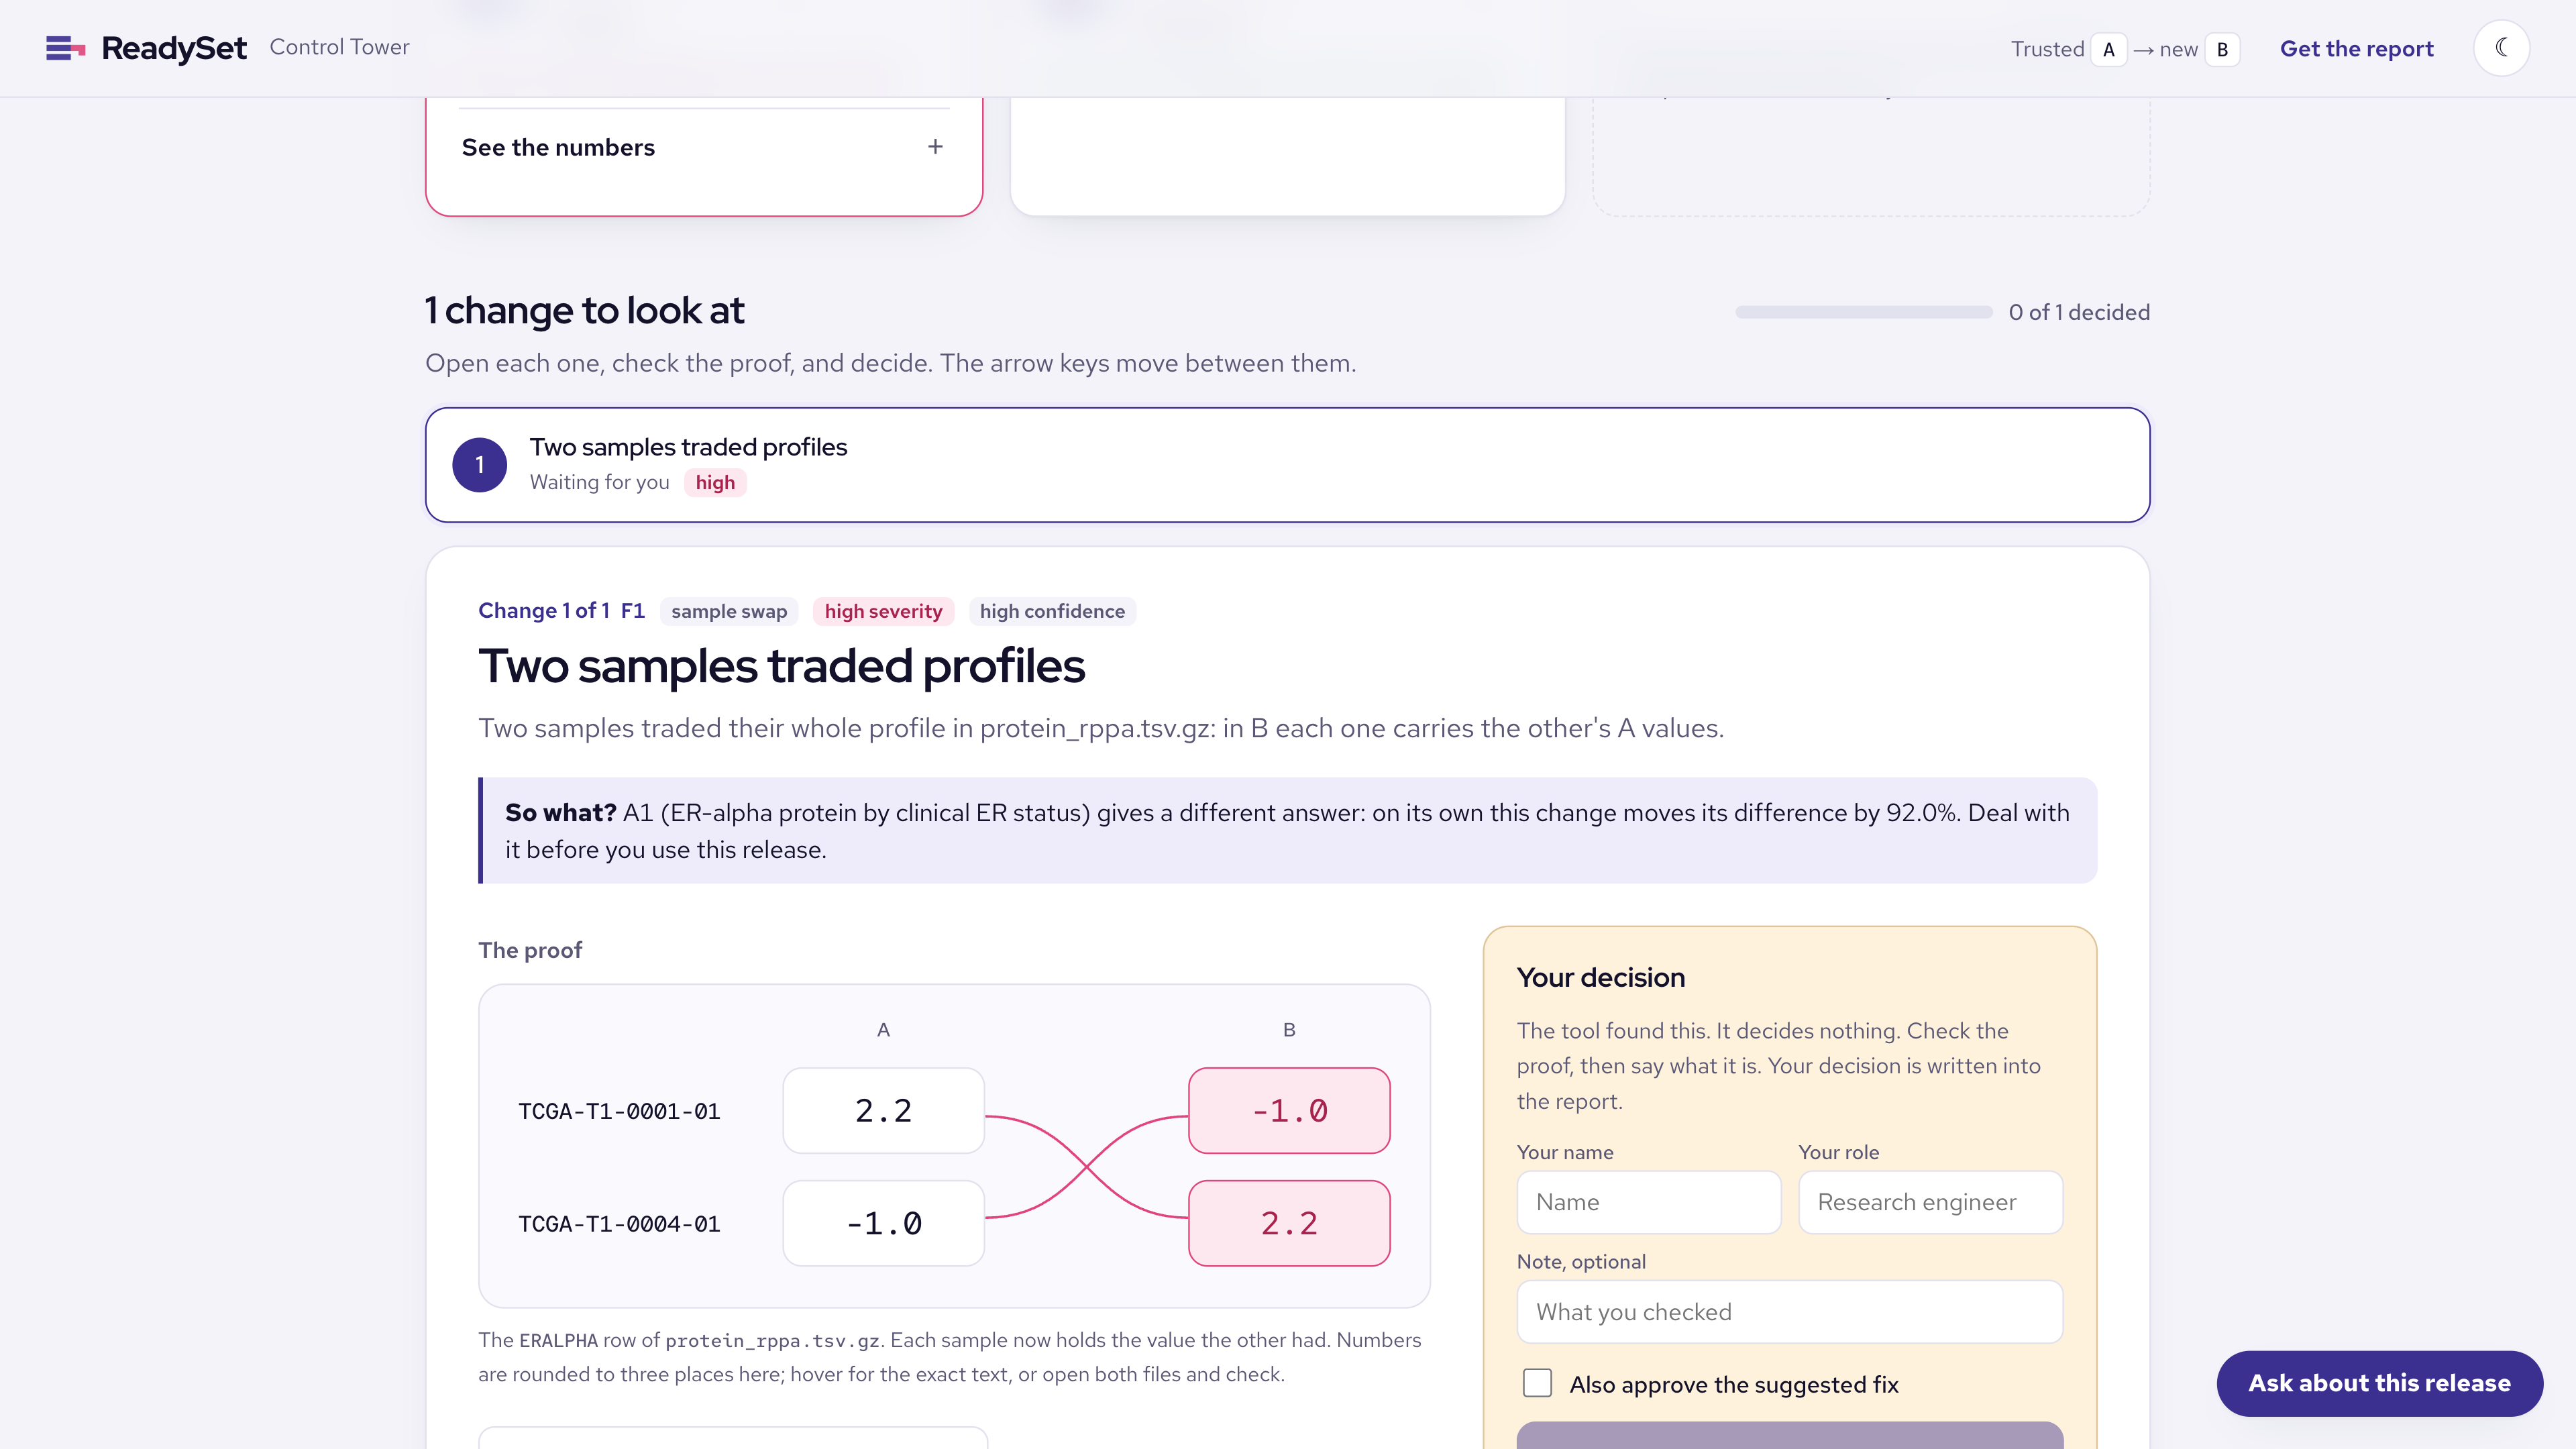 ReadySet Control Tower
Trusted A → new B Get the report
See the numbers +
1 change to look at
0 of 1 decided
Open each one, check the proof, and decide. The arrow keys move between them.
1
Two samples traded profiles
Waiting for you high
Change 1 of 1 F1 sample swap high severity high confidence
Two samples traded profiles
Two samples traded their whole profile in protein_rppa.tsv.gz: in B each one carries the other's A values.
So what? A1 (ER-alpha protein by clinical ER status) gives a different answer: on its own this change moves its difference by 92.0%. Deal with
it before you use this release.
The proof
A B
TCGA-T1-0001-01 2.2 -1.0
TCGA-T1-0004-01 -1.0 2.2
The ERALPHA row of protein_rppa.tsv.gz. Each sample now holds the value the other had. Numbers
are rounded to three places here; hover for the exact text, or open both files and check.
Your decision
The tool found this. It decides nothing. Check the
proof, then say what it is. Your decision is written into
the report.
Your name Your role
Name Research engineer
Note, optional
What you checked
Also approve the suggested fix
Ask about this release